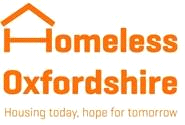 Homeless
Oxfordshire
Housing today, hope for tomorrow